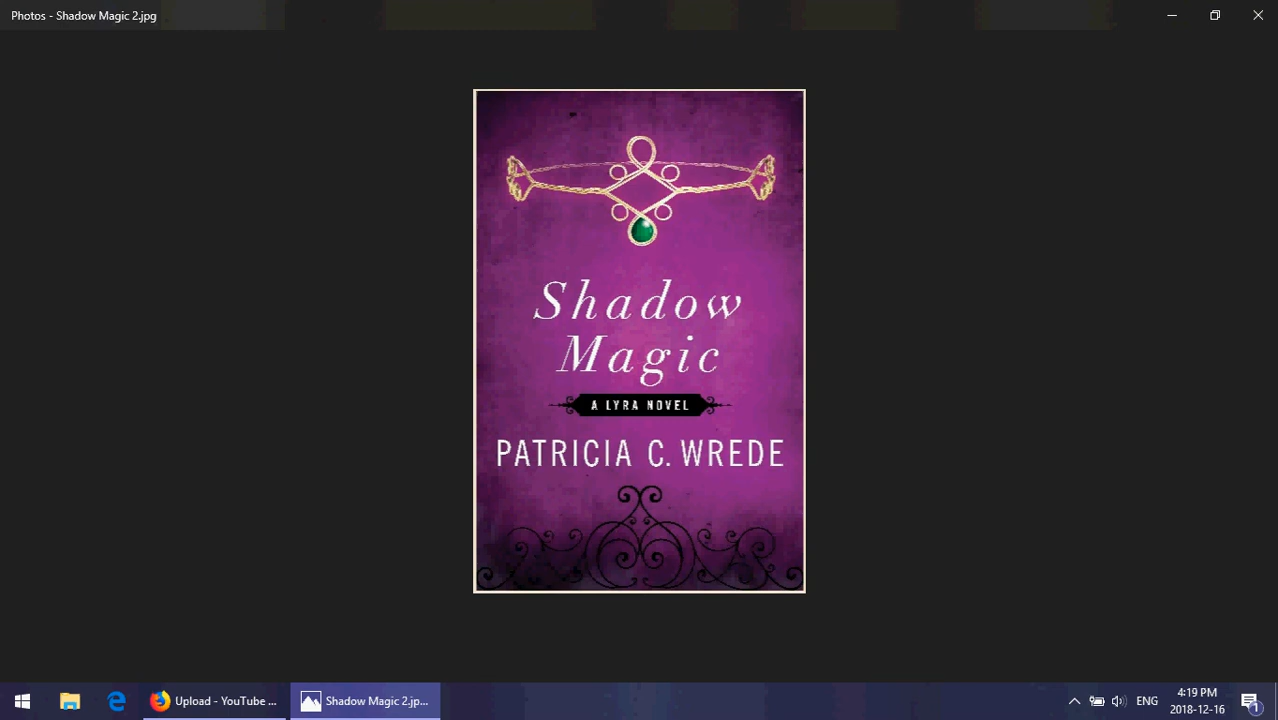 Photos - Shadow Magic 2.jpg
Shadow
Magic
A LYRA NOVEL
PATRICIA C. WREDE
Upload - YouTube ...
Shadow Magic 2.jp...
ENG
4:19 PM
2018-12-16
1